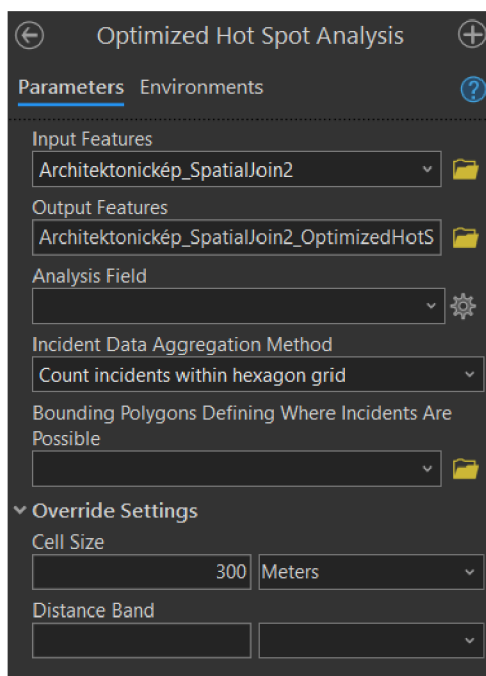 Optimized Hot Spot Analysis
Parameters Environments
?
Input Features
Architektonickép_SpatialJoin2
Output Features
Architektonickép_SpatialJoin2_OptimizedHotS
Analysis Field
Incident Data Aggregation Method
Count incidents within hexagon grid
Bounding Polygons Defining Where Incidents Are
Possible
Override Settings
Cell Size
300 Meters
Distance Band